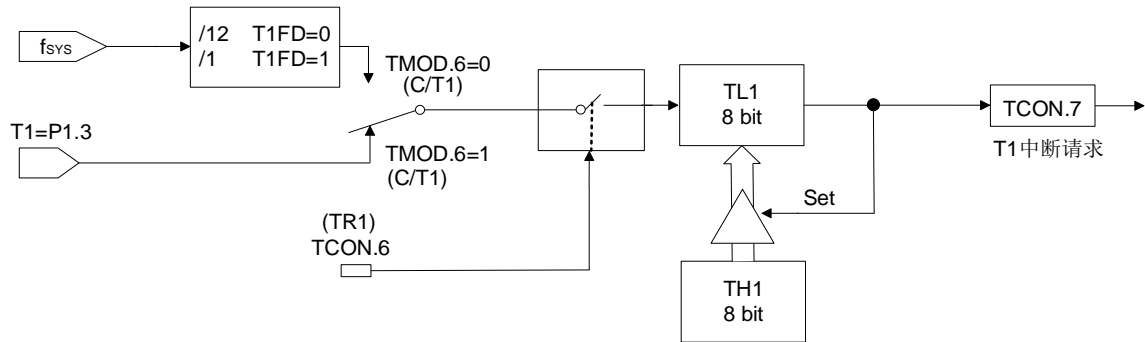 fSYS
/12 T1FD=0
/1 T1FD=1
TMOD.6=0
(C/T1)
T1=P1.3
TMOD.6=1
(C/T1)
(TR1)
TCON.6
TL1
8 bit
TCON.7
T1中断请求
Set
TH1
8 bit